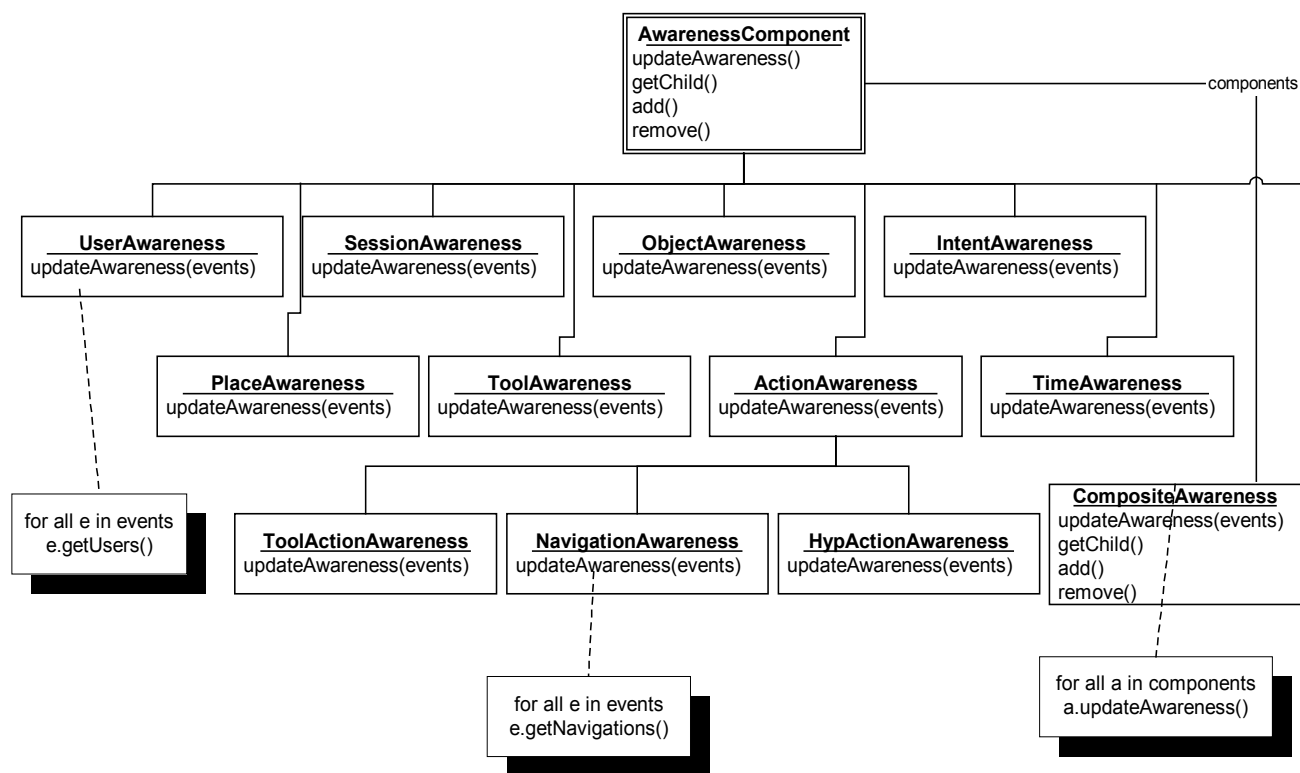 AwarenessComponent
updateAwareness()
getChild()
add()
remove()
components
UserAwareness
updateAwareness(events)
SessionAwareness
updateAwareness(events)
ObjectAwareness
updateAwareness(events)
IntentAwareness
updateAwareness(events)
PlaceAwareness
updateAwareness(events)
ToolAwareness
updateAwareness(events)
ActionAwareness
updateAwareness(events)
TimeAwareness
updateAwareness(events)
for all e in events
e.getUsers()
ToolActionAwareness
updateAwareness(events)
NavigationAwareness
updateAwareness(events)
HypActionAwareness
updateAwareness(events)
CompositeAwareness
updateAwareness(events)
getChild()
add()
remove()
for all e in events
e.getNavigations()
for all a in components
a.updateAwareness()